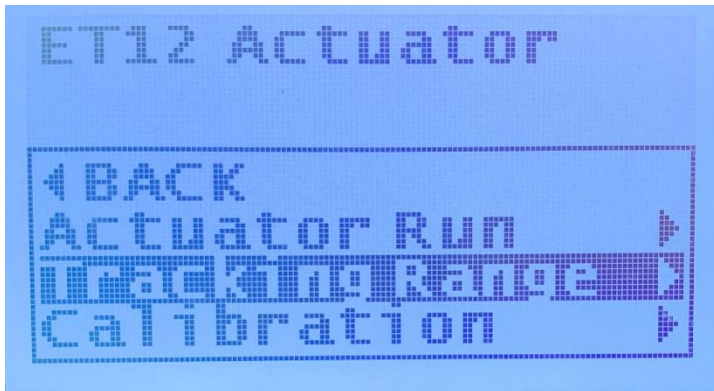 ET12 Actuator
BACK
Actuator Run
Tracking Range
Calibration